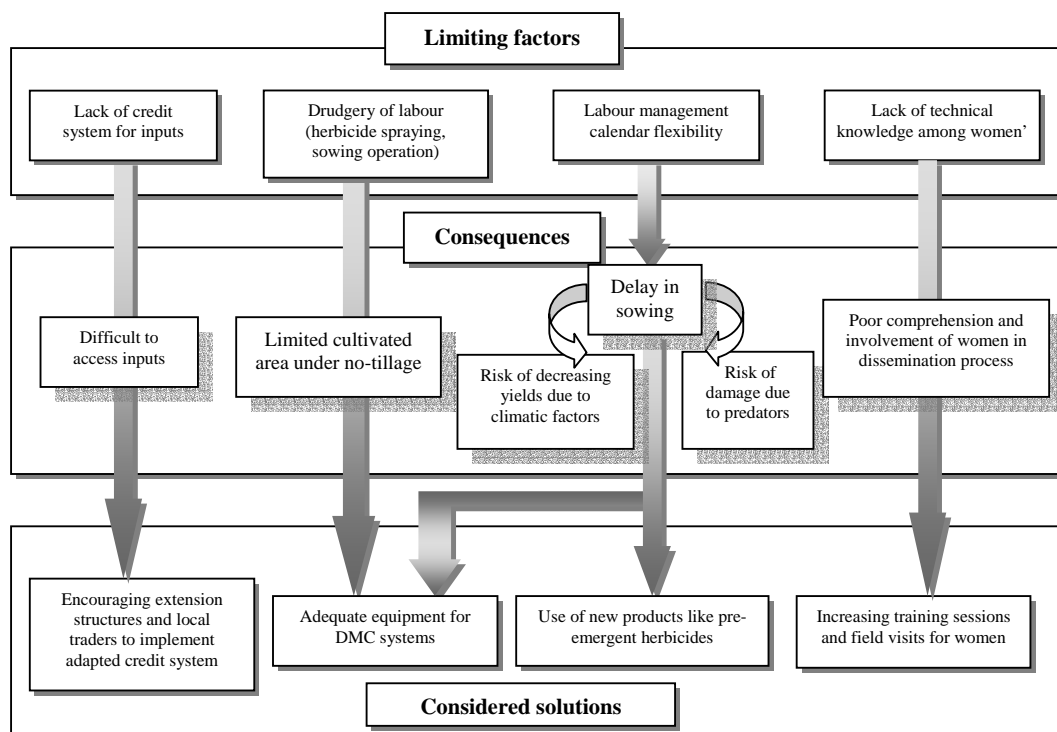 Limiting factors
Lack of credit
system for inputs
Drudgery of labour
(herbicide spraying,
sowing operation)
Labour management
calendar flexibility
Lack of technical
knowledge among women’
Consequences
Difficult to
access inputs
Limited cultivated
area under no-tillage
Delay in
sowing
Risk of decreasing
yields due to
climatic factors
Risk of
damage due
to predators
Poor comprehension and
involvement of women in
dissemination process
Encouraging extension
structures and local
traders to implement
adapted credit system
Adequate equipment for
DMC systems
Use of new products like pre-
emergent herbicides
Increasing training sessions
and field visits for women
Considered solutions